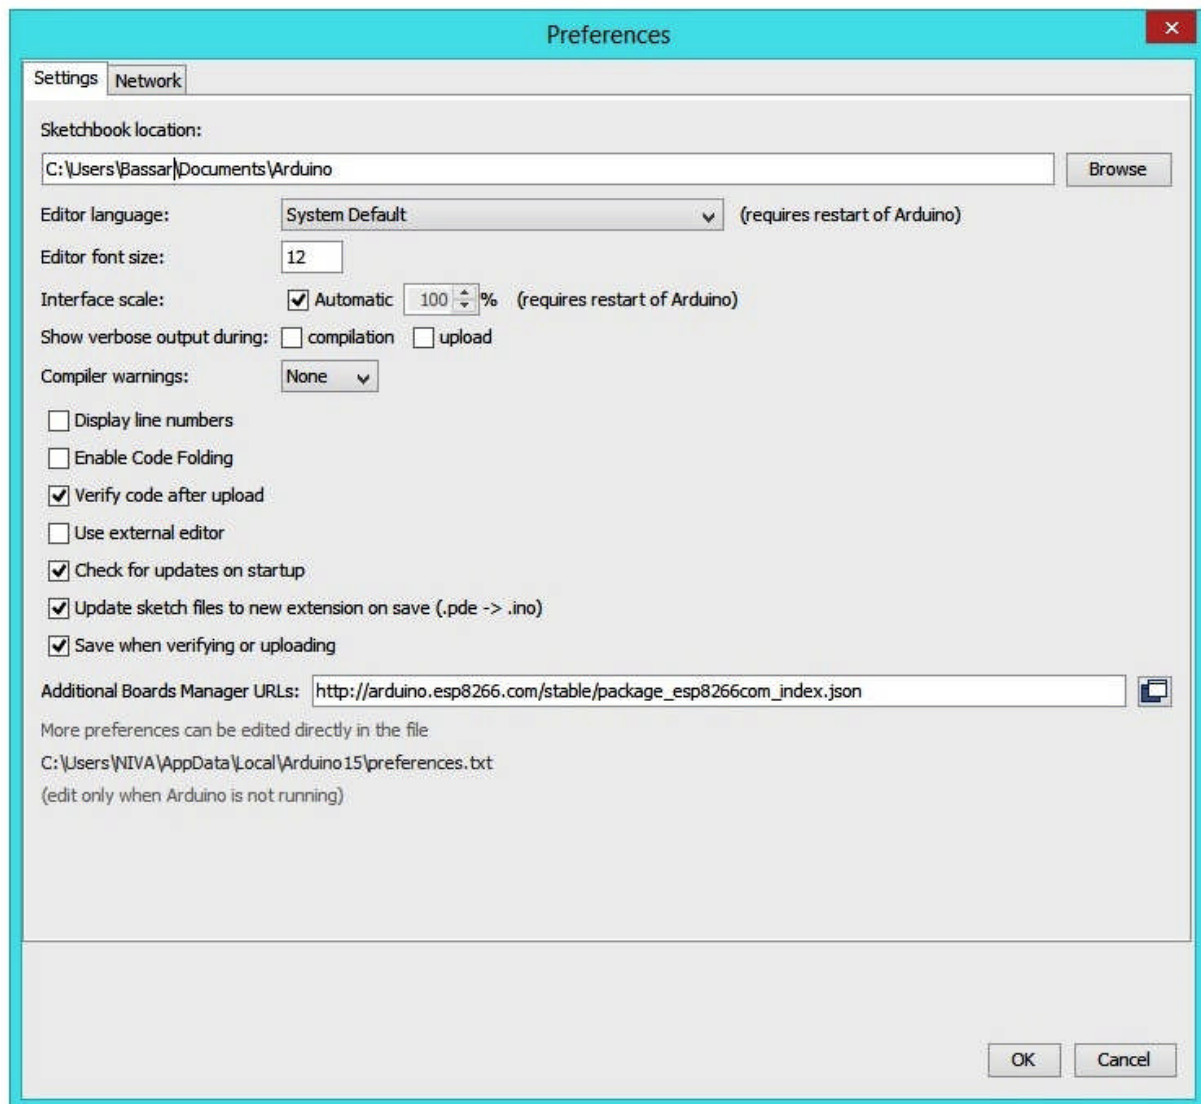 Preferences
Settings Network
Sketchbook location:
C:\Users\Bassar\Documents\Arduino Browse
Editor language: System Default (requires restart of Arduino)
Editor font size: 12
Interface scale: Automatic 100 % (requires restart of Arduino)
Show verbose output during: compilation upload
Compiler warnings: None
Display line numbers
Enable Code Folding
Verify code after upload
Use external editor
Check for updates on startup
Update sketch files to new extension on save (.pde -> .ino)
Save when verifying or uploading
Additional Boards Manager URLs: http://arduino.esp8266.com/stable/package_esp8266com_index.json
More preferences can be edited directly in the file
C:\Users\NIVA\AppData\Local\Arduino15\preferences.txt
(edit only when Arduino is not running)
OK Cancel